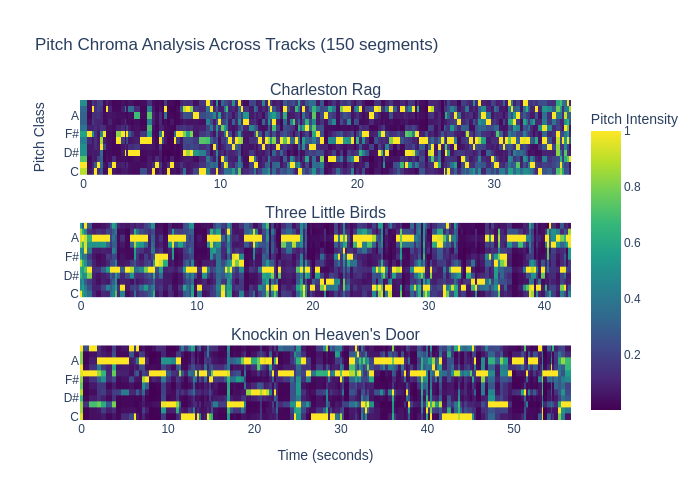 Pitch Chroma Analysis Across Tracks (150 segments)
Charleston Rag
Pitch Class
A
F#
D#
C
0 10 20 30
Pitch Intensity
1
0.8
0.6
0.4
0.2
Three Little Birds
A
F#
D#
C
0 10 20 30 40
Knockin on Heaven's Door
A
F#
D#
C
0 10 20 30 40 50
Time (seconds)